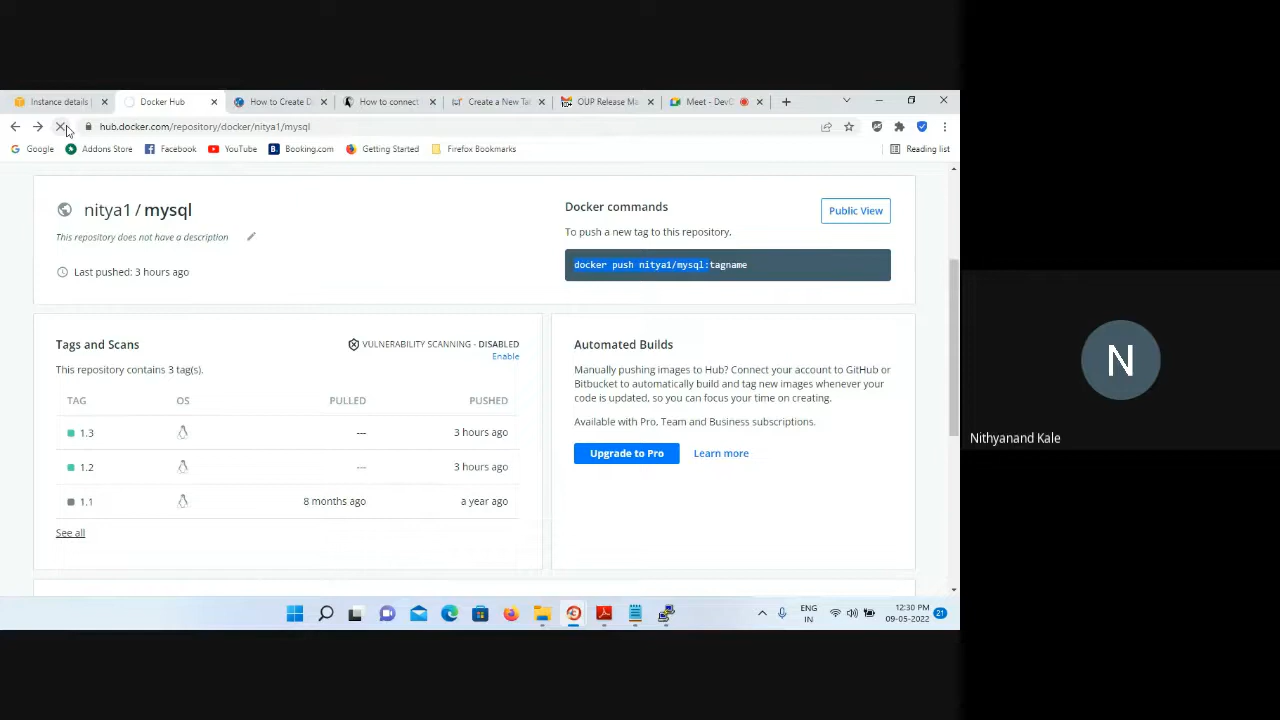 Instance details
Docker Hub
How to Create D
How to connect
Create a New Ta
OUP Release Ma
Meet - Dev
hub.docker.com/repository/docker/nitya1/mysql
Google
Addons Store
Facebook
YouTube
Booking.com
Getting Started
Firefox Bookmarks
Reading list
nitya1 / mysql
This repository does not have a description
Last pushed: 3 hours ago
Docker commands
Public View
To push a new tag to this repository.
docker push nitya1/mysql:tagname
Tags and Scans
VULNERABILITY SCANNING - DISABLED
Enable
This repository contains 3 tag(s).
TAG OS PULLED PUSHED
1.3 --- 3 hours ago
1.2 --- 3 hours ago
1.1 8 months ago a year ago
See all
Automated Builds
Manually pushing images to Hub? Connect your account to GitHub or
Bitbucket to automatically build and tag new images whenever your
code is updated, so you can focus your time on creating.
Available with Pro, Team and Business subscriptions.
Upgrade to Pro
Learn more
ENG
IN
12:30 PM
09-05-2022
21
N
Nithyanand Kale